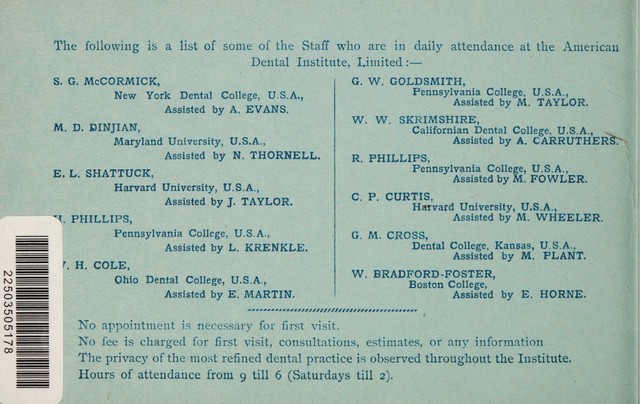 The following is a list of some of the Staff who are in daily attendance at the American
Dental Institute, Limited:—
S. G. McCORMICK,
New York Dental College, U.S.A.,
Assisted by A. EVANS.
M. D. DINJIAN,
Maryland University, U.S.A.,
Assisted by N. THORNELL.
E. L. SHATTUCK,
Harvard University, U.S.A.,
Assisted by J. TAYLOR.
H. PHILLIPS,
Pennsylvania College, U.S.A.,
Assisted by L. KRENKLE.
H. COLE,
Ohio Dental College, U.S.A.,
Assisted by E. MARTIN.
G. W. GOLDSMITH,
Pennsylvania College, U.S.A.,
Assisted by M. TAYLOR.
W. W. SKRIMSHIRE,
Californian Dental College, U.S.A.,
Assisted by A. CARRUTHERS.
R. PHILLIPS,
Pennsylvania College, U.S.A.,
Assisted by M. FOWLER.
C. P. CURTIS,
Harvard University, U.S.A.,
Assisted by M. WHEELER.
G. M. CROSS,
Dental College, Kansas, U.S.A.,
Assisted by M. PLANT.
W. BRADFORD-FOSTER,
Boston College,
Assisted by E. HORNE.
No appointment is necessary for first visit.
No fee is charged for first visit, consultations, estimates, or any information
The privacy of the most refined dental practice is observed throughout the Institute.
Hours of attendance from 9 till 6 (Saturdays till 2).
22503505178